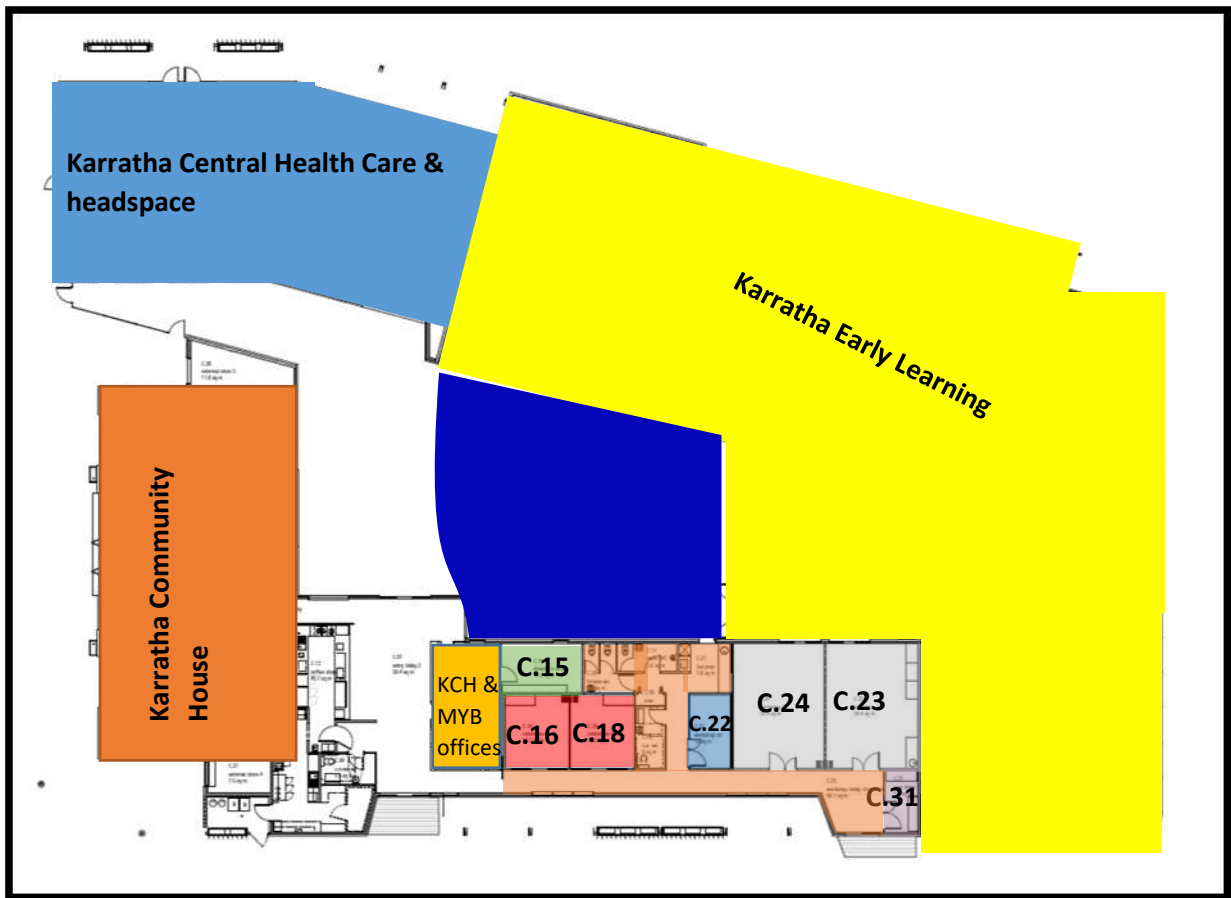 Karratha Central Health Care &
headspace
Karratha Early Learning
Karratha Community
House
KCH &
MYB
offices
C.15
C.16
C.18
C.22
C.24
C.23
C.31